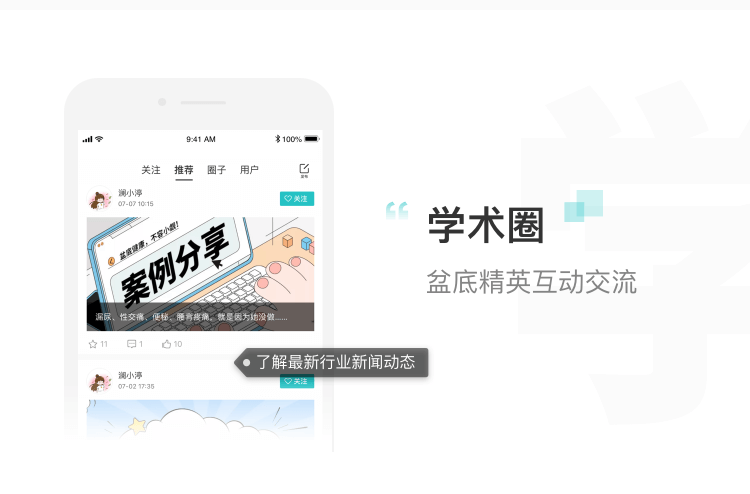 9:41 AM
100%
关注 推荐 圈子 用户
发布
澜小渟
07-07 10:15
关注
盆底健康，不容小觑！
案例分享
漏尿、性交痛、便秘、腰背疼痛，就是因为她没做......
11 1 10
了解最新行业新闻动态
澜小渟
07-02 17:35
关注
学术圈
盆底精英互动交流
学